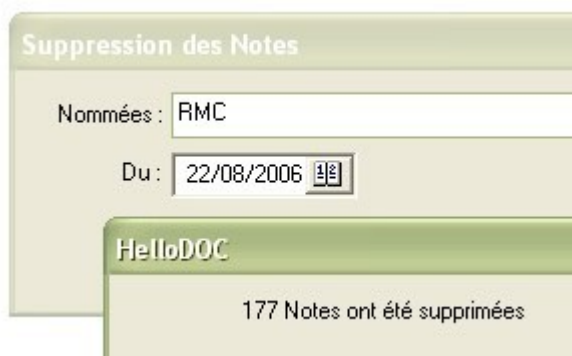 Suppression des Notes
Nommées : RMC
Du : 22/08/2006
HelloDOC
177 Notes ont été supprimées